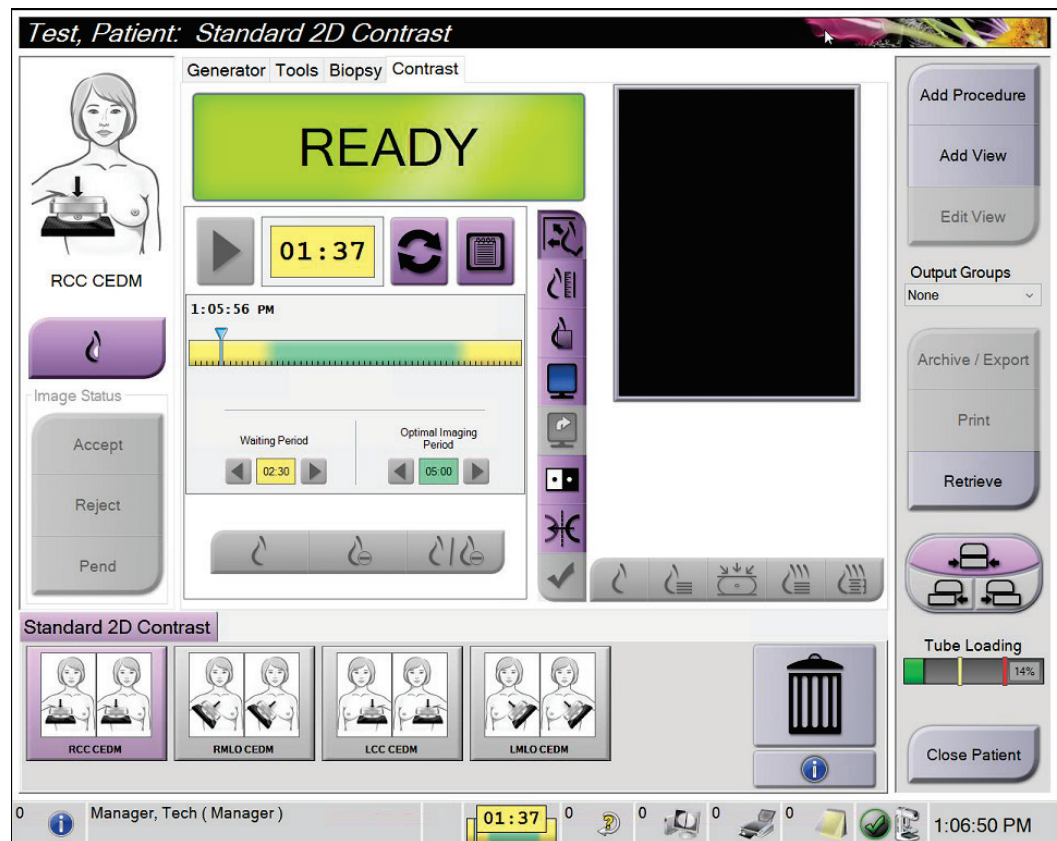 Test, Patient: Standard 2D Contrast
Generator Tools Biopsy Contrast
READY
01:37
1:05:56 PM
Waiting Period
02:30
Optimal Imaging
Period
05:00
RCC CEDM
Image Status
Accept
Reject
Pend
Add Procedure
Add View
Edit View
Output Groups
None
Archive / Export
Print
Retrieve
Tube Loading
14%
Close Patient
Standard 2D Contrast
RCC CEDM
RMLO CEDM
LCC CEDM
LMLO CEDM
0
Manager, Tech ( Manager )
01:37
0
0
0
0
1:06:50 PM